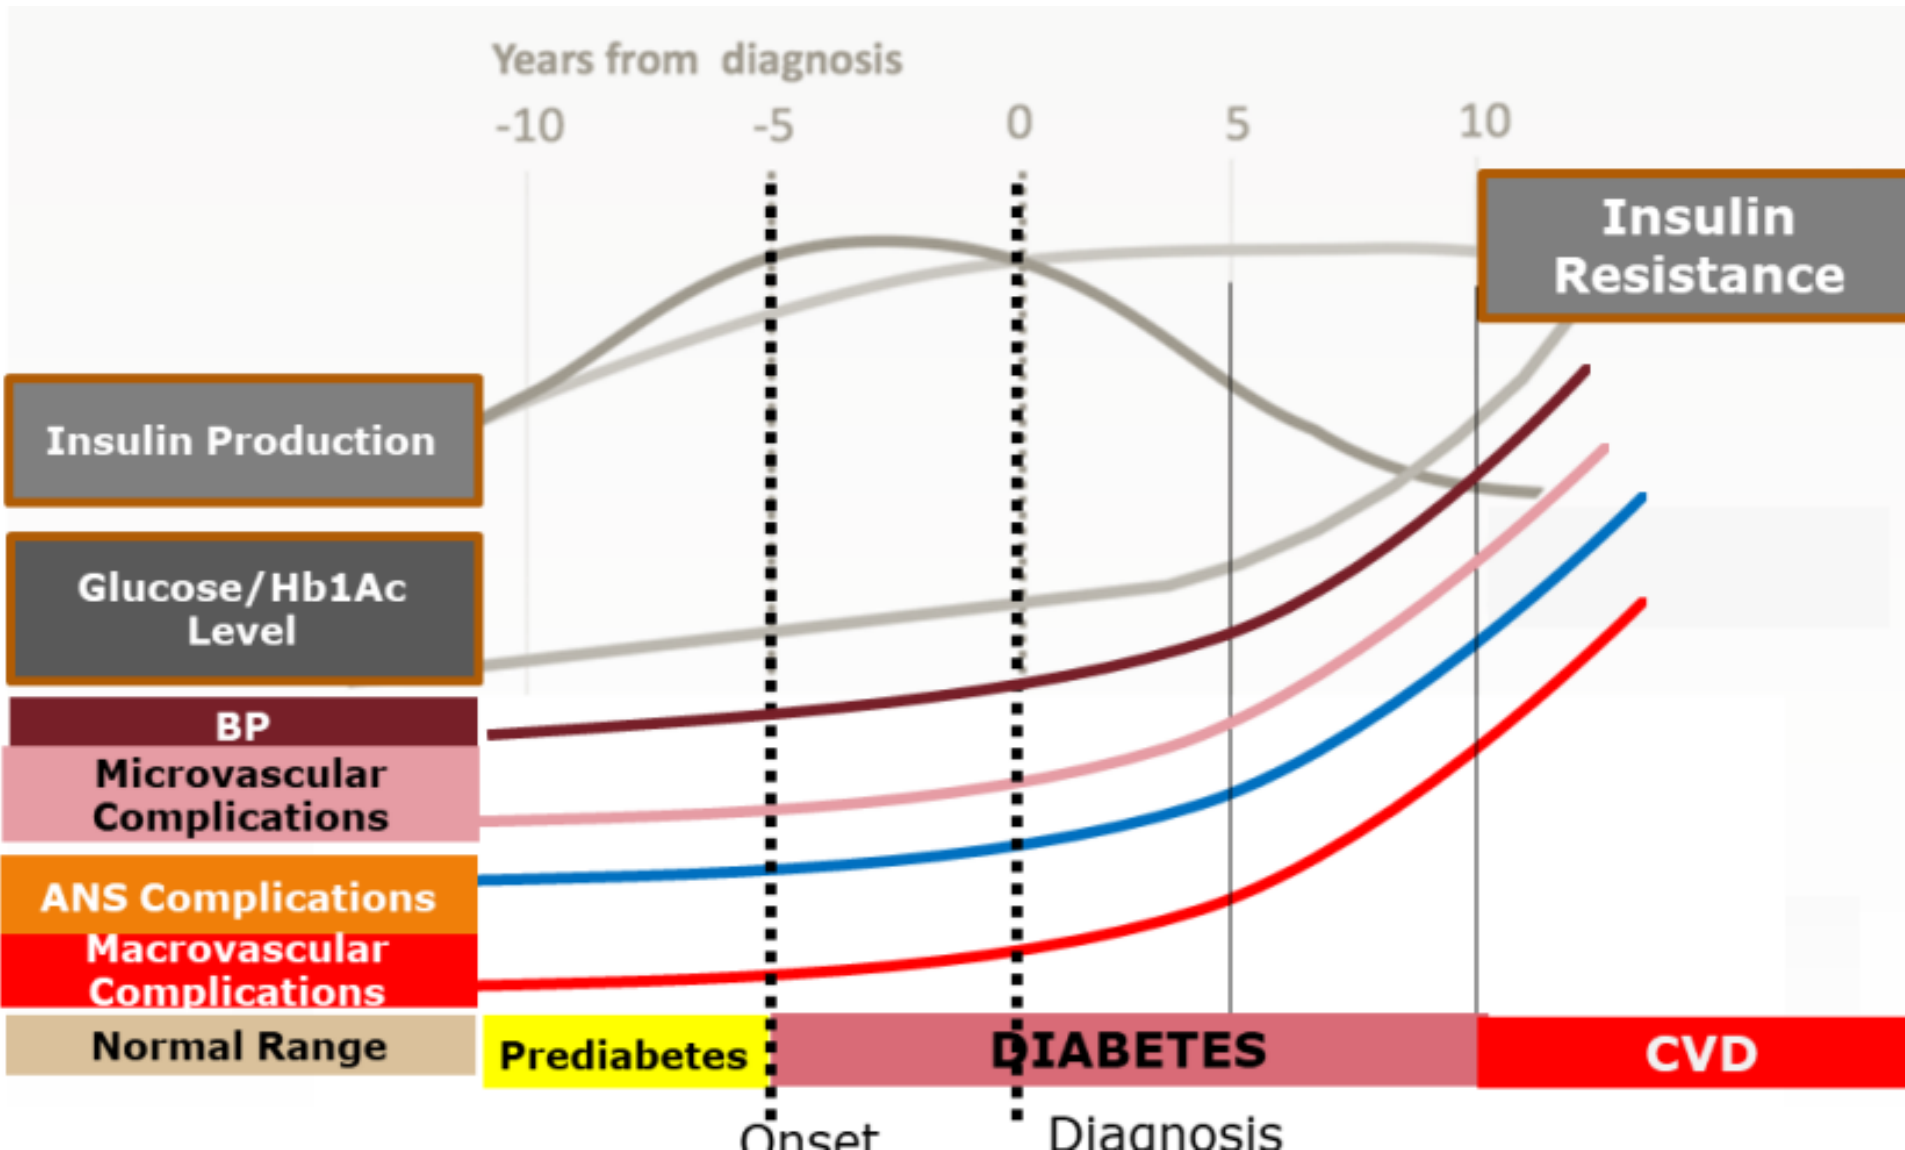 Years from diagnosis
-10 -5 0 5 10
Insulin
Resistance
Insulin Production
Glucose/Hb1Ac
Level
BP
Microvascular
Complications
ANS Complications
Macrovascular
Complications
Normal Range
Prediabetes
DIABETES
CVD
Onset
Diagnosis